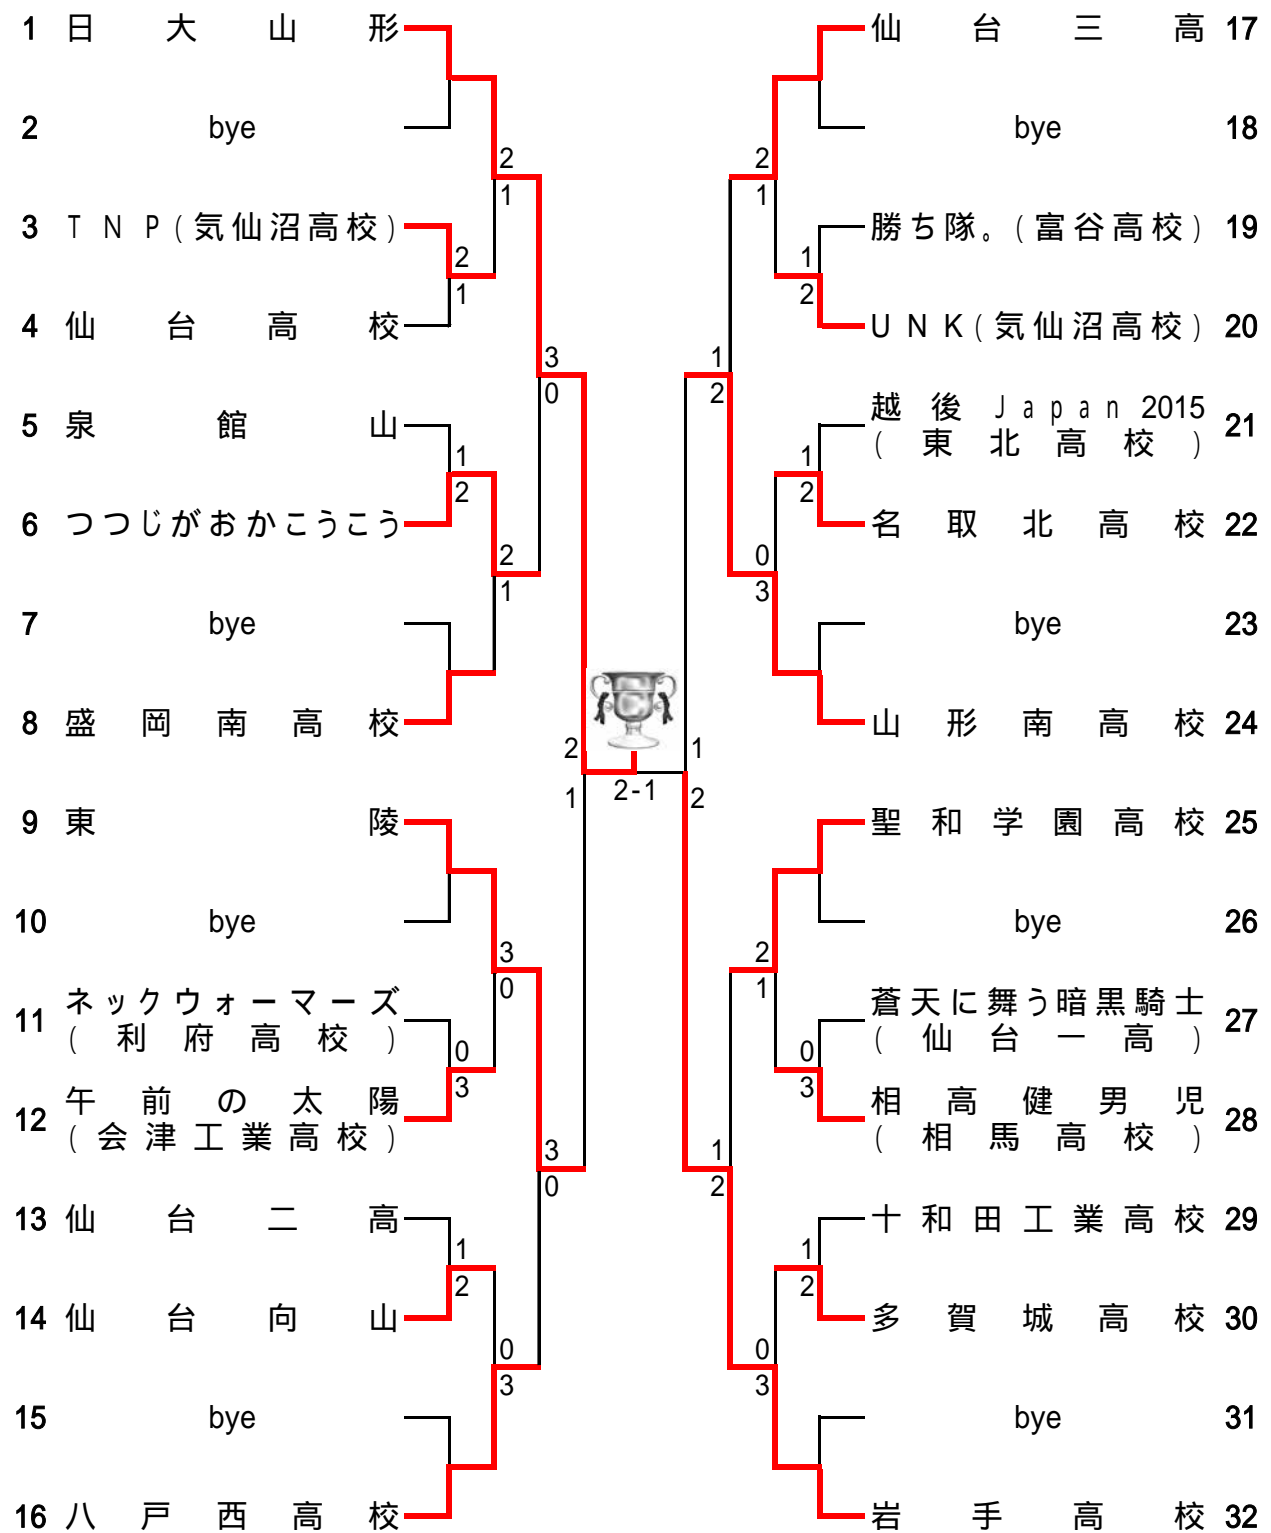 1 日大山形
2 bye
2
1
3 TNP(気仙沼高校)
2
1
4 仙台高校
3
0
5 泉館山
1
2
6 つつじがおかこうこう
2
1
7 bye
8 盛岡南高校
2
1
9 東陵
10 bye
3
0
11 ネックウォーマーズ
(利府高校)
0
3
12 午前の太陽
(会津工業高校)
3
0
13 仙台二高
1
2
14 仙台向山
0
3
15 bye
16 八戸西高校
2-1
仙台三高 17
bye 18
2
1
勝ち隊。(富谷高校) 19
1
2
UNK(気仙沼高校) 20
1
2
越後Japan2015
(東北高校) 21
1
2
名取北高校 22
0
3
bye 23
山形南高校 24
1
2
聖和学園高校 25
bye 26
2
1
蒼天に舞う暗黒騎士
(仙台一高) 27
0
3
相高健男児
(相馬高校) 28
1
2
十和田工業高校 29
1
2
多賀城高校 30
0
3
bye 31
岩手高校 32